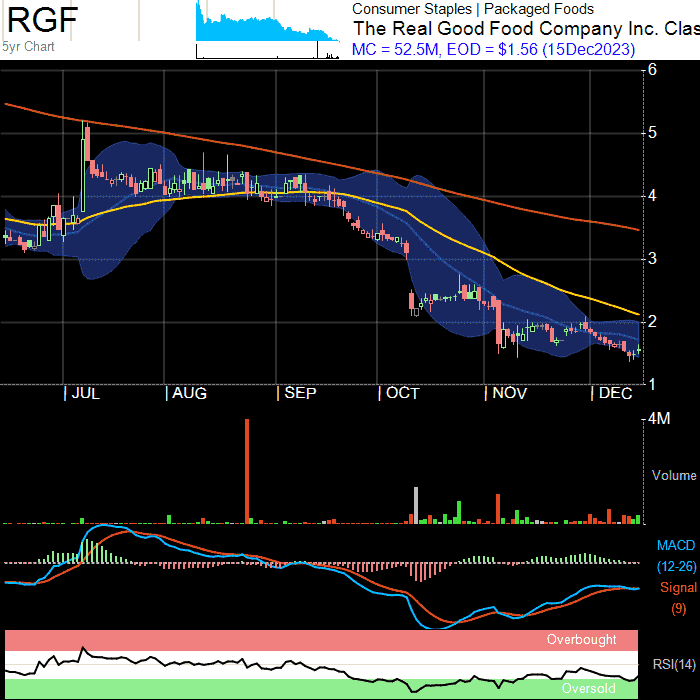 RGF
5yr Chart
Consumer Staples | Packaged Foods
The Real Good Food Company Inc. Clas
MC = 52.5M, EOD = $1.56 (15Dec2023)
6
5
4
3
2
1
JUL AUG SEP OCT NOV DEC
4M
Volume
MACD
(12-26)
Signal
(9)
Overbought
RSI(14)
Oversold